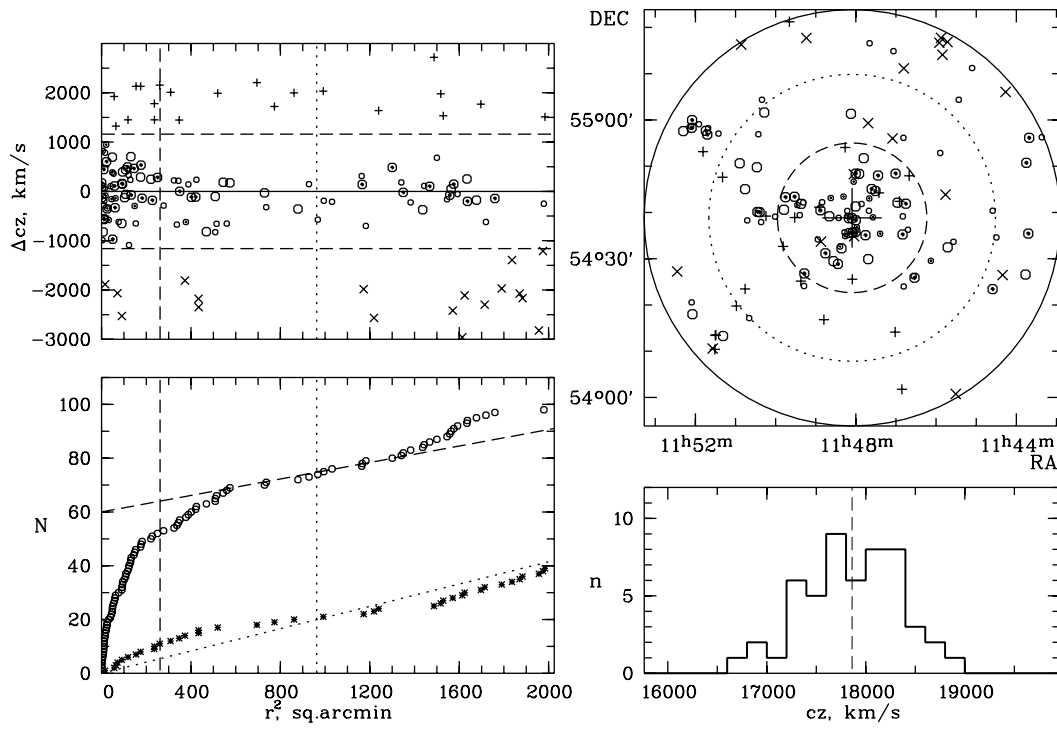 Δcz, km/s
2000
1000
0
-1000
-2000
-3000
N
100
80
60
40
20
0
0 400 800 1200 1600 2000
r², sq.arcmin
DEC
55°00'
54°30'
54°00'
11ʰ52ᵐ 11ʰ48ᵐ 11ʰ44ᵐ
RA
n
10
5
0
16000 17000 18000 19000
cz, km/s